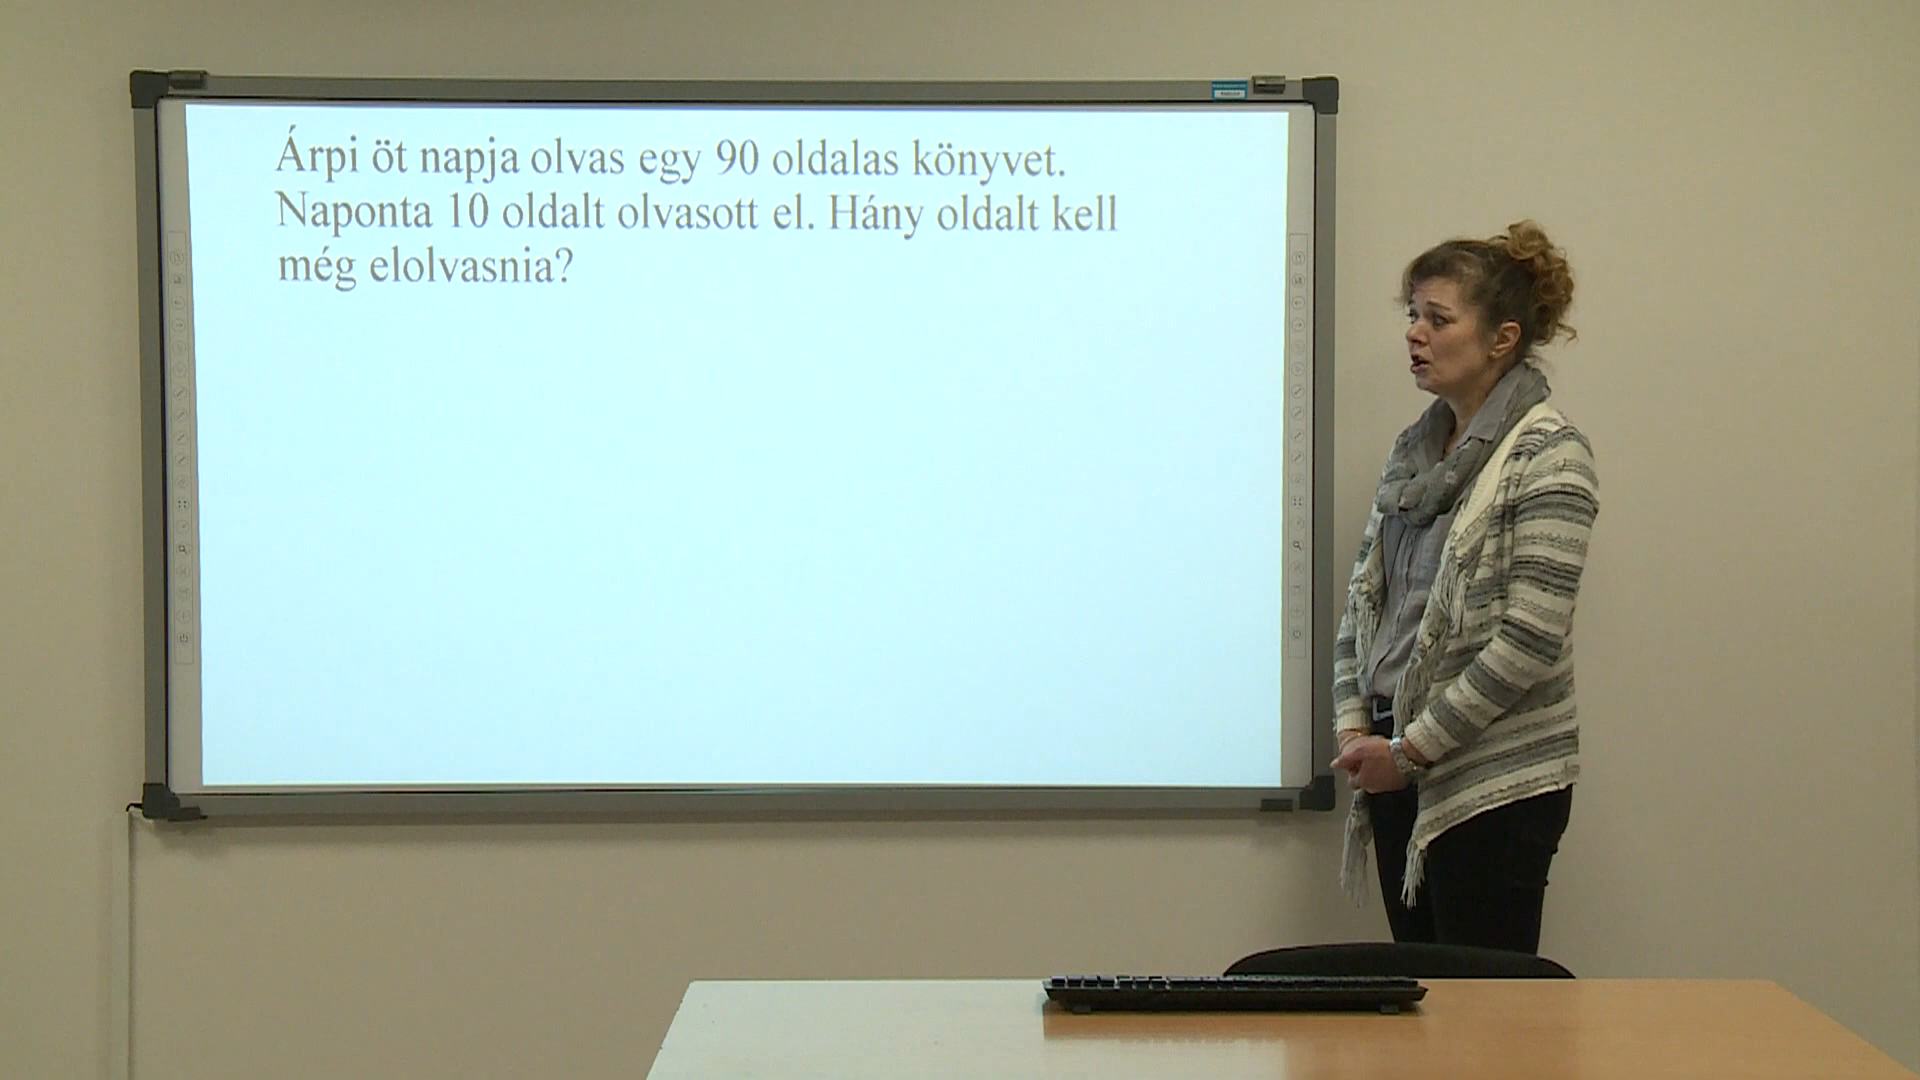 Árpi öt napja olvas egy 90 oldalas könyvet.
Naponta 10 oldalt olvasott el. Hány oldalt kell
még elolvasnia?